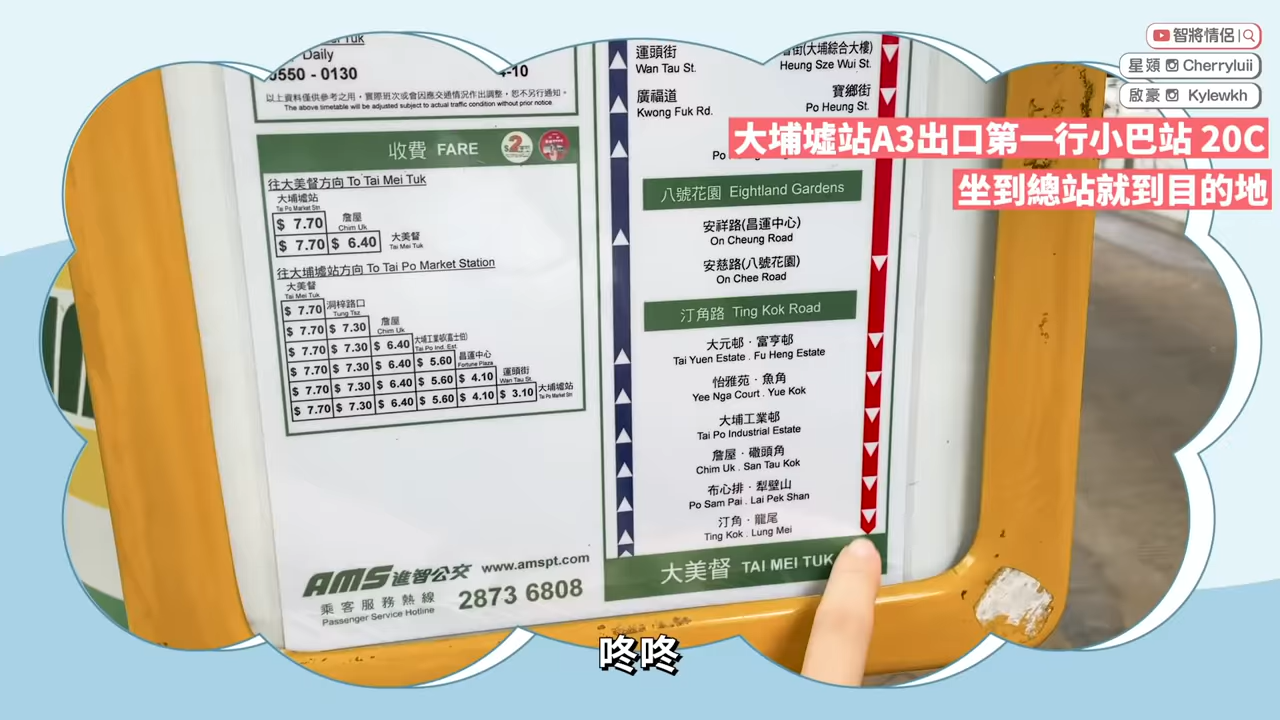 智將情侶
星熲 Cherryluii
啟豪 Kylewkh
大埔墟站A3出口第一行小巴站 20C
坐到總站就到目的地
Daily
0550 - 0130
4-10
以上資料僅供參考之用,實際班次或會因應交通情況作出調整,恕不另行通知。
The above timetable will be adjusted subject to actual traffic condition without prior notice.
收費 FARE
往大美督方向 To Tai Mei Tuk
大埔墟站
Tai Po Market Stn
$ 7.70 詹屋
Chim Uk
$ 7.70 $ 6.40 大美督
Tai Mei Tuk
往大埔墟站方向 To Tai Po Market Station
大美督
Tai Mei Tuk
$ 7.70 洞梓路口
Tung Tsz
$ 7.70 $ 7.30 詹屋
Chim Uk
$ 7.70 $ 7.30 $ 6.40 大埔工業邨(富士伯)
Tai Po Ind. Est.
$ 7.70 $ 7.30 $ 6.40 $ 5.60 昌運中心
Fortune Plaza
$ 7.70 $ 7.30 $ 6.40 $ 5.60 $ 4.10 運頭街
Wan Tau St.
$ 7.70 $ 7.30 $ 6.40 $ 5.60 $ 4.10 $ 3.10 大埔墟站
Tai Po Market Stn
AMS 進智公交 www.amspt.com
乘客服務熱線
Passenger Service Hotline
2873 6808
運頭街
Wan Tau St.
廣福道
Kwong Fuk Rd.
街(大埔綜合大樓)
Heung Sze Wui St.
寶鄉街
Po Heung St.
Po
八號花園 Eightland Gardens
安祥路(昌運中心)
On Cheung Road
安慈路(八號花園)
On Chee Road
汀角路 Ting Kok Road
大元邨.富亨邨
Tai Yuen Estate . Fu Heng Estate
怡雅苑.魚角
Yee Nga Court . Yue Kok
大埔工業邨
Tai Po Industrial Estate
詹屋.磡頭角
Chim Uk . San Tau Kok
布心排.犁壁山
Po Sam Pai . Lai Pek Shan
汀角.龍尾
Ting Kok . Lung Mei
大美督 TAI MEI TUK
咚咚